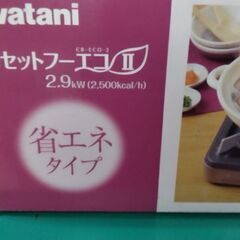 watani
CB-ECO-2
セットフーエコII
2.9kW(2,500kcal/h)
省エネ
タイプ